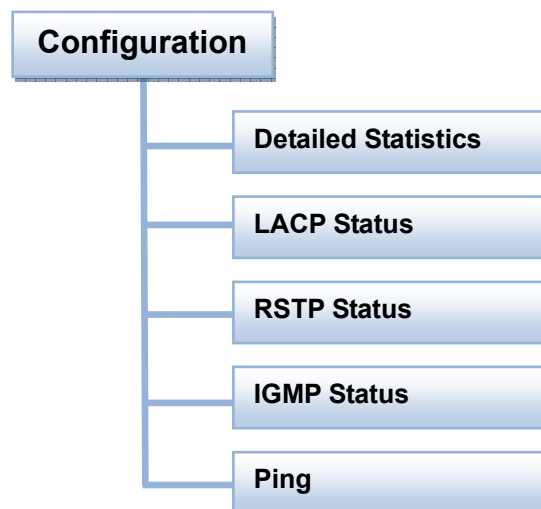 Configuration
Detailed Statistics
LACP Status
RSTP Status
IGMP Status
Ping